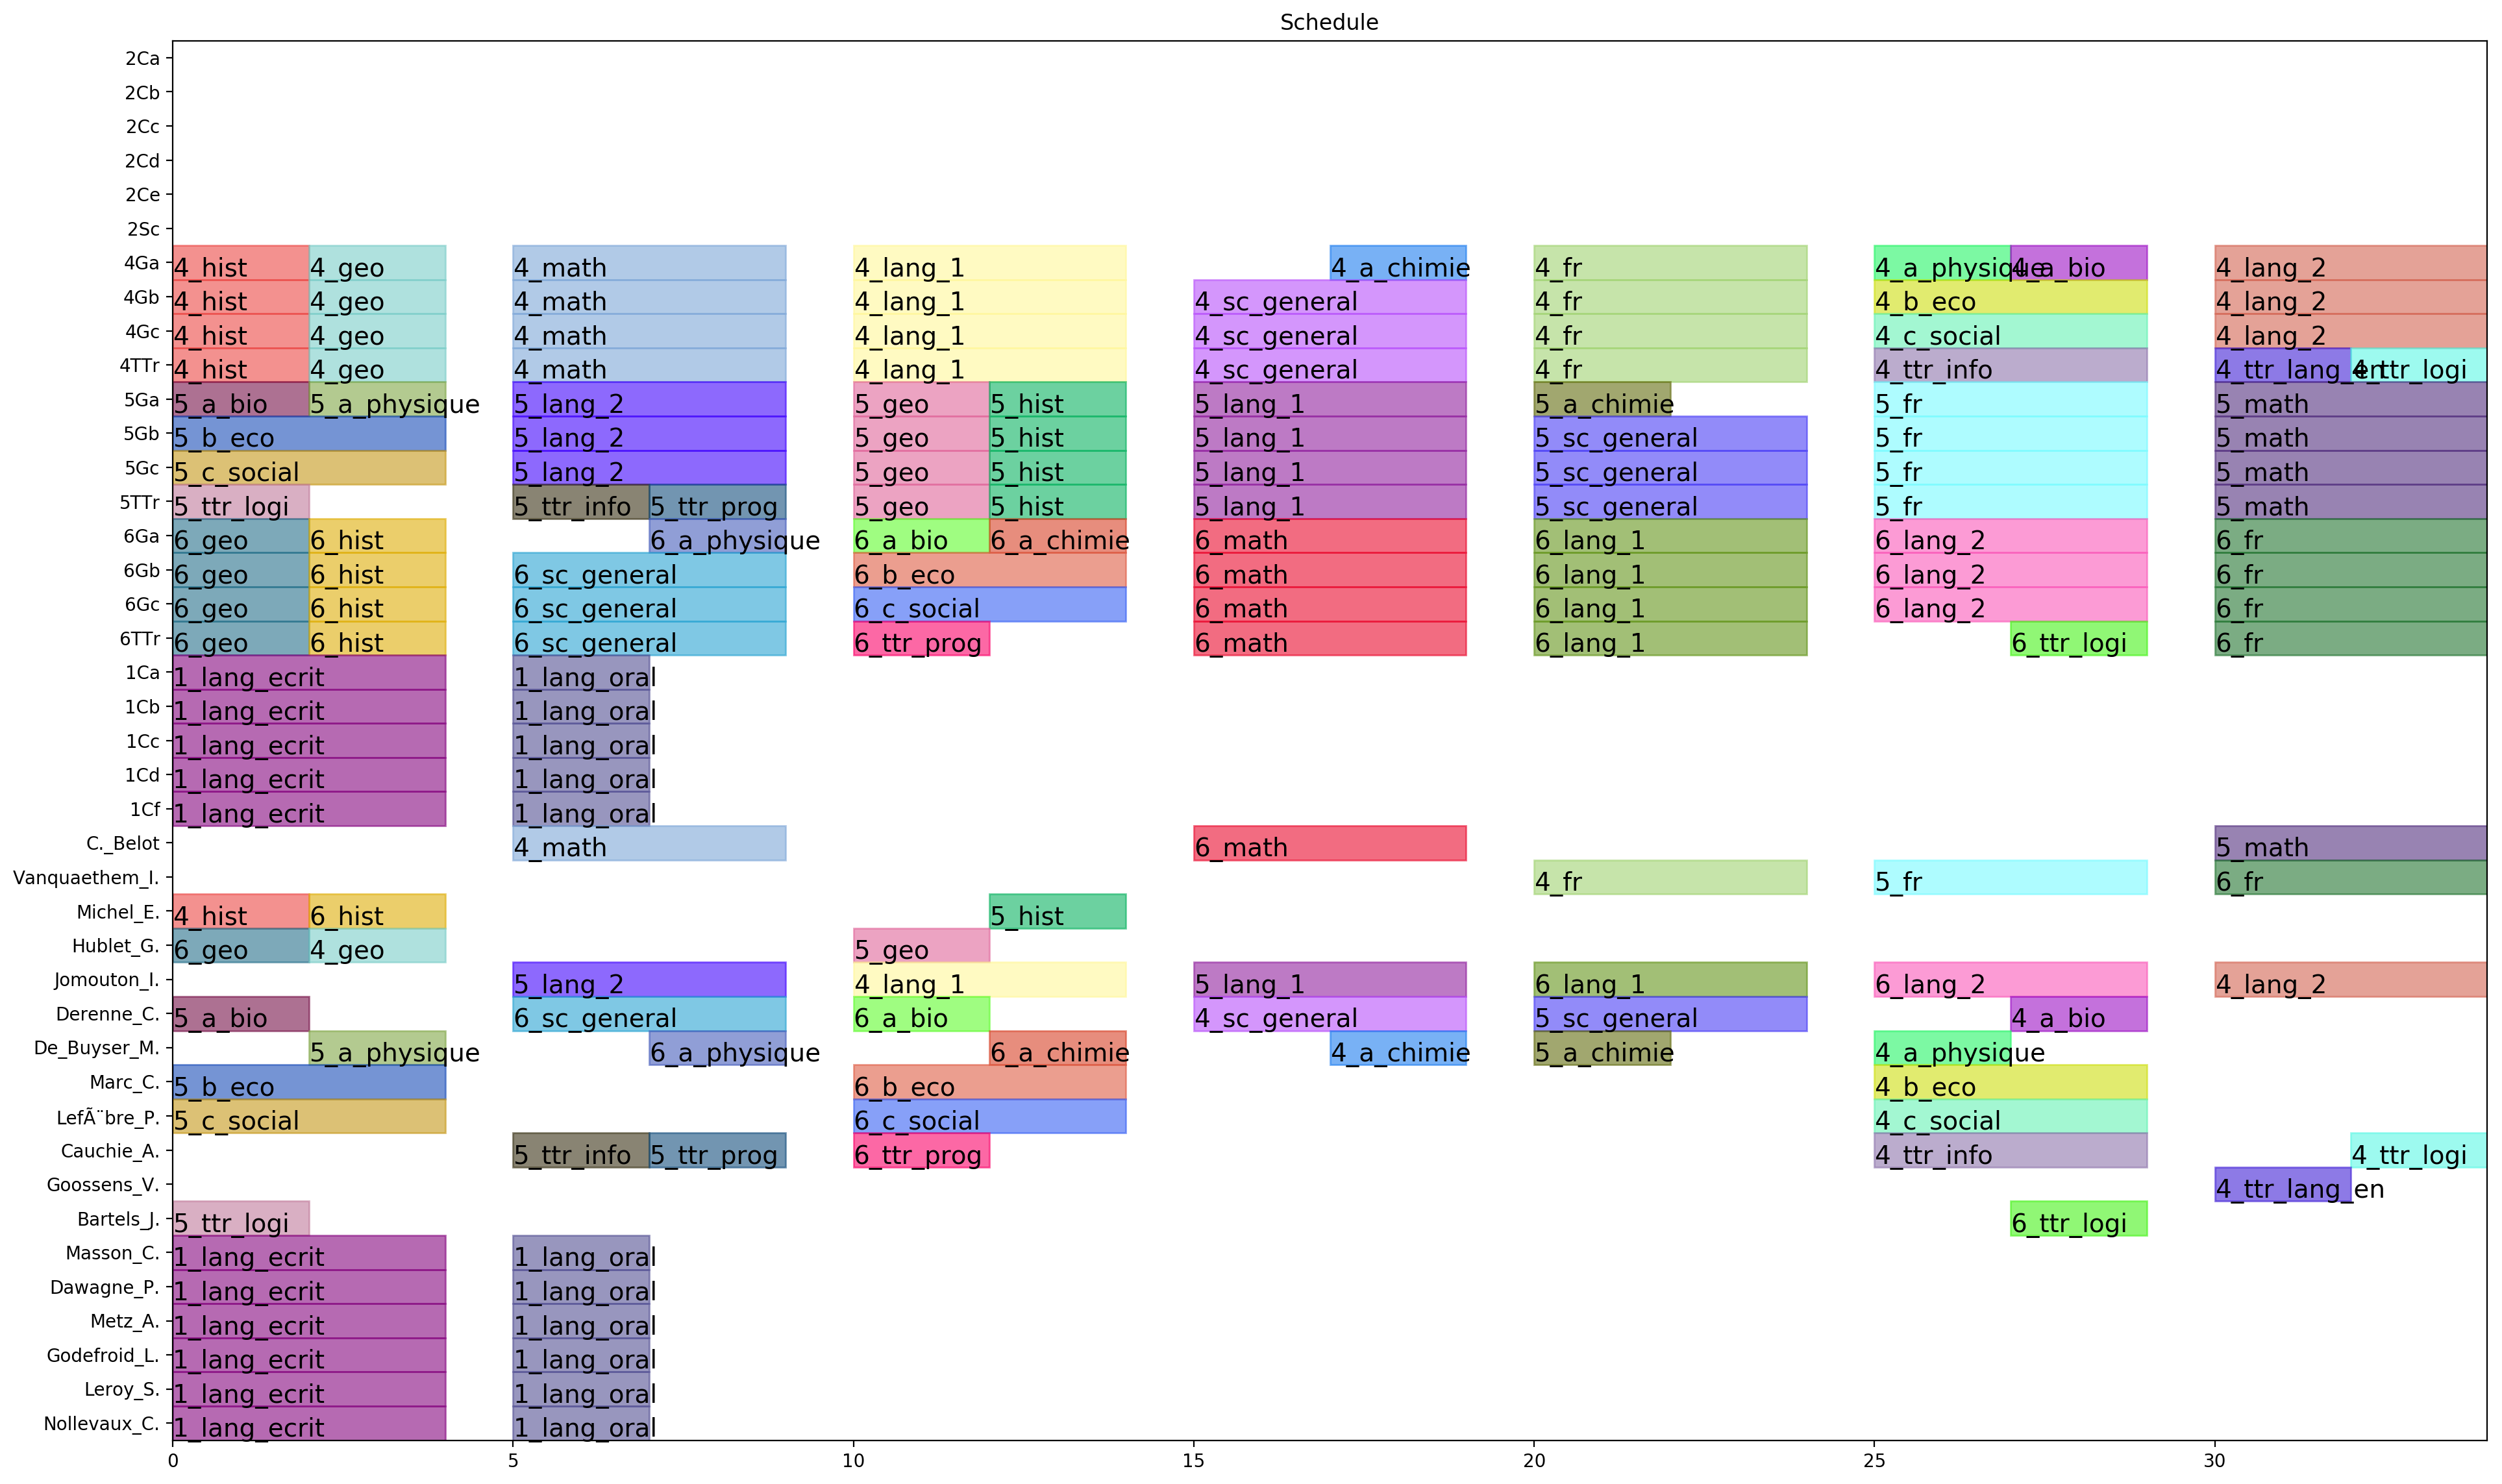 Schedule
2Ca
2Cb
2Cc
2Cd
2Ce
2Sc
4Ga 4_hist 4_geo 4_math 4_lang_1 4_a_chimie 4_fr 4_a_physique 4_a_bio 4_lang_2
4Gb 4_hist 4_geo 4_math 4_lang_1 4_sc_general 4_fr 4_b_eco 4_lang_2
4Gc 4_hist 4_geo 4_math 4_lang_1 4_sc_general 4_fr 4_c_social 4_lang_2
4TTr 4_hist 4_geo 4_math 4_lang_1 4_sc_general 4_fr 4_ttr_info 4_ttr_lang_en 4_ttr_logi
5Ga 5_a_bio 5_a_physique 5_lang_2 5_geo 5_hist 5_lang_1 5_a_chimie 5_fr 5_math
5Gb 5_b_eco 5_lang_2 5_geo 5_hist 5_lang_1 5_sc_general 5_fr 5_math
5Gc 5_c_social 5_lang_2 5_geo 5_hist 5_lang_1 5_sc_general 5_fr 5_math
5TTr 5_ttr_logi 5_ttr_info 5_ttr_prog 5_geo 5_hist 5_lang_1 5_sc_general 5_fr 5_math
6Ga 6_geo 6_hist 6_a_physique 6_a_bio 6_a_chimie 6_math 6_lang_1 6_lang_2 6_fr
6Gb 6_geo 6_hist 6_sc_general 6_b_eco 6_math 6_lang_1 6_lang_2 6_fr
6Gc 6_geo 6_hist 6_sc_general 6_c_social 6_math 6_lang_1 6_lang_2 6_fr
6TTr 6_geo 6_hist 6_sc_general 6_ttr_prog 6_math 6_lang_1 6_ttr_logi 6_fr
1Ca 1_lang_ecrit 1_lang_oral
1Cb 1_lang_ecrit 1_lang_oral
1Cc 1_lang_ecrit 1_lang_oral
1Cd 1_lang_ecrit 1_lang_oral
1Cf 1_lang_ecrit 1_lang_oral
C._Belot 4_math 6_math 5_math
Vanquaethem_I. 4_fr 5_fr 6_fr
Michel_E. 4_hist 6_hist 5_hist
Hublet_G. 6_geo 4_geo 5_geo
Jomouton_I. 5_lang_2 4_lang_1 5_lang_1 6_lang_1 6_lang_2 4_lang_2
Derenne_C. 5_a_bio 6_sc_general 6_a_bio 4_sc_general 5_sc_general 4_a_bio
De_Buyser_M. 5_a_physique 6_a_physique 6_a_chimie 4_a_chimie 5_a_chimie 4_a_physique
Marc_C. 5_b_eco 6_b_eco 4_b_eco
LefÃ¨bre_P. 5_c_social 6_c_social 4_c_social
Cauchie_A. 5_ttr_info 5_ttr_prog 6_ttr_prog 4_ttr_info 4_ttr_logi
Goossens_V. 4_ttr_lang_en
Bartels_J. 5_ttr_logi 6_ttr_logi
Masson_C. 1_lang_ecrit 1_lang_oral
Dawagne_P. 1_lang_ecrit 1_lang_oral
Metz_A. 1_lang_ecrit 1_lang_oral
Godefroid_L. 1_lang_ecrit 1_lang_oral
Leroy_S. 1_lang_ecrit 1_lang_oral
Nollevaux_C. 1_lang_ecrit 1_lang_oral
0 5 10 15 20 25 30